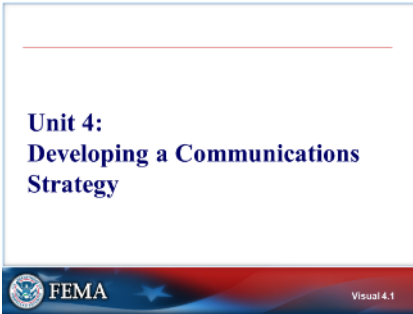 Unit 4:
Developing a Communications
Strategy
FEMA
Visual 4.1